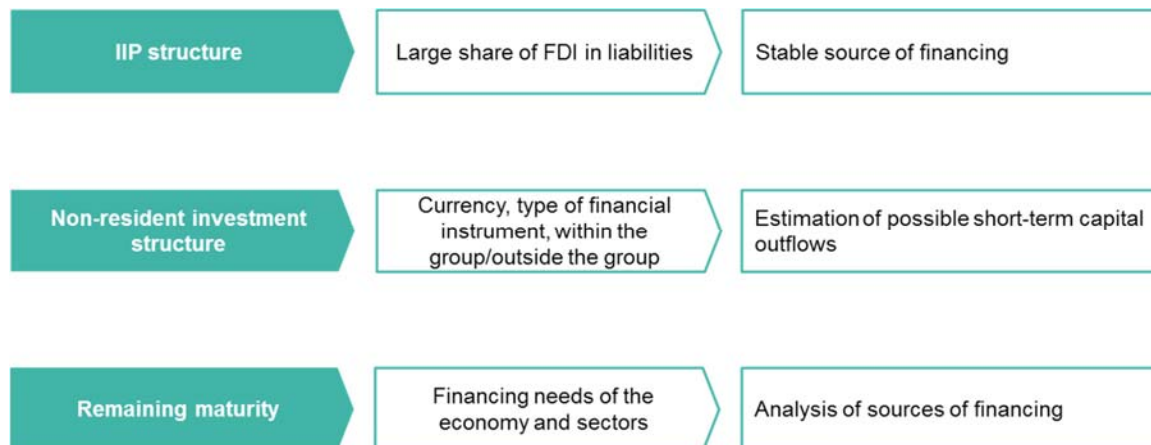 IIP structure
Large share of FDI in liabilities
Stable source of financing
Non-resident investment
structure
Currency, type of financial
instrument, within the
group/outside the group
Estimation of possible short-term capital
outflows
Remaining maturity
Financing needs of the
economy and sectors
Analysis of sources of financing